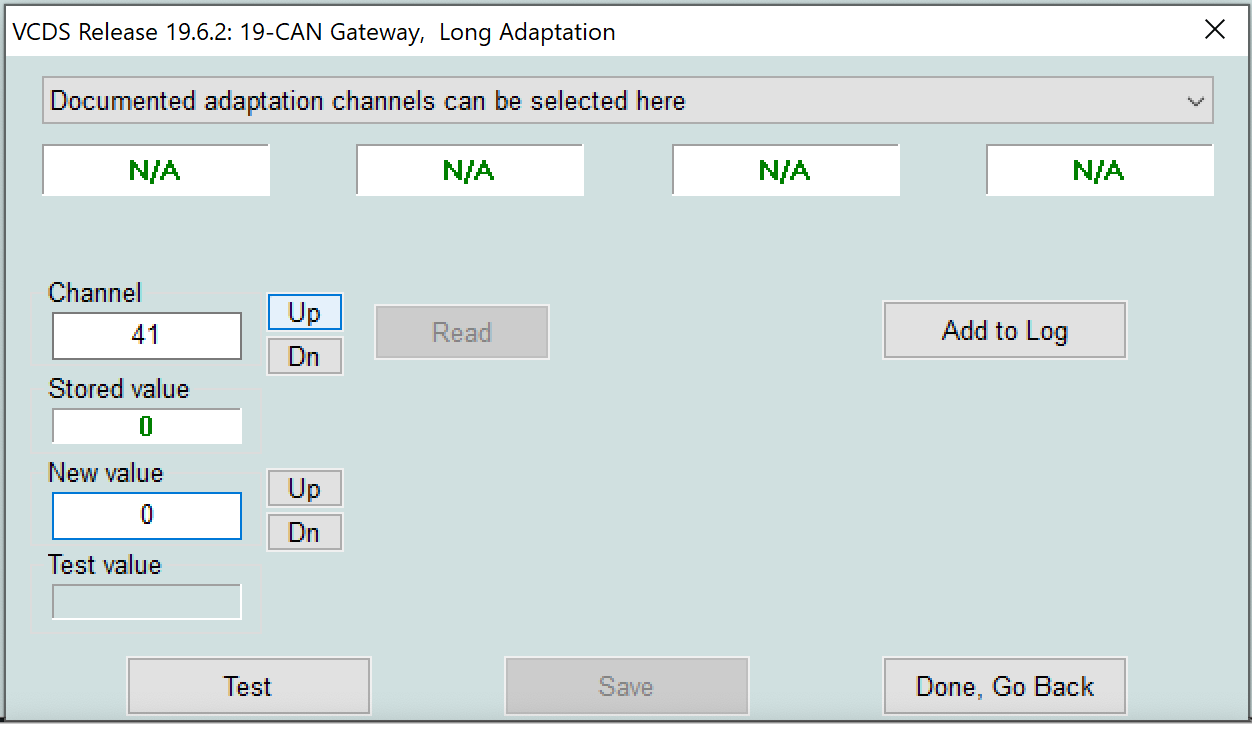 VCDS Release 19.6.2: 19-CAN Gateway,  Long Adaptation
Documented adaptation channels can be selected here
N/A N/A N/A N/A
Channel
41
Up
Dn
Read
Add to Log
Stored value
0
New value
0
Up
Dn
Test value
Test Save Done, Go Back